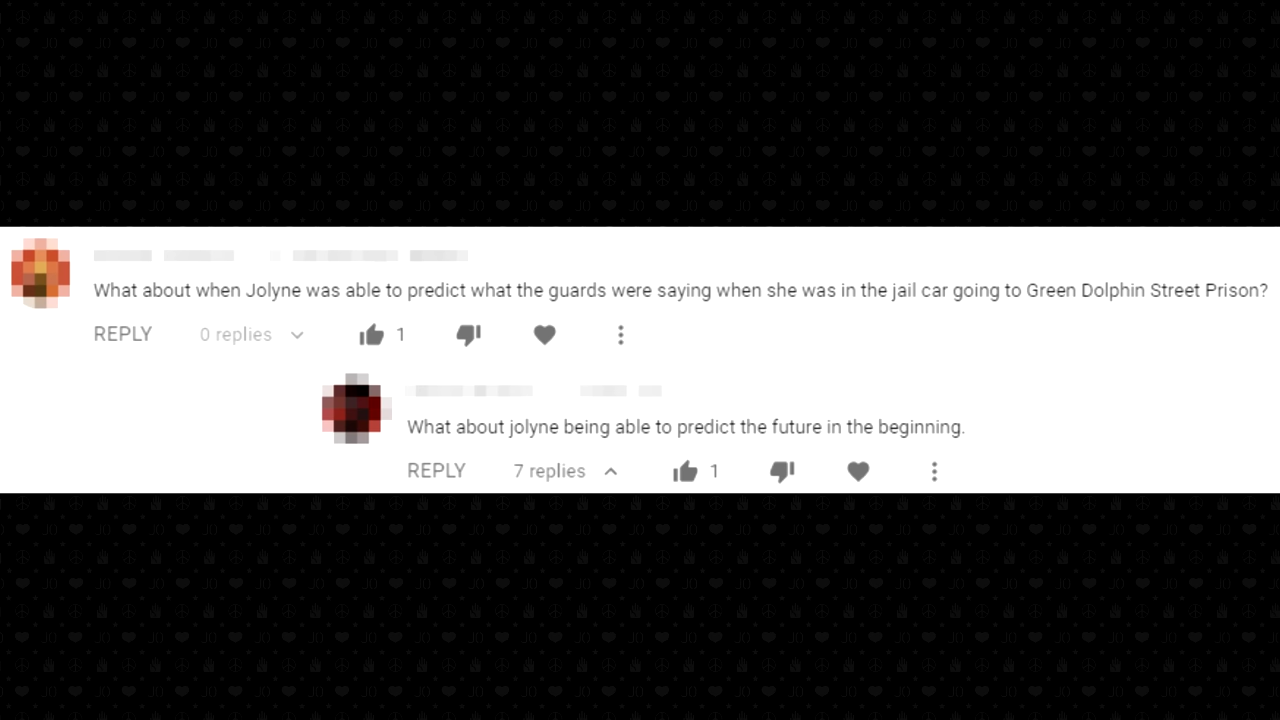 What about when Jolyne was able to predict what the guards were saying when she was in the jail car going to Green Dolphin Street Prison?
REPLY 0 replies 1
What about jolyne being able to predict the future in the beginning.
REPLY 7 replies 1